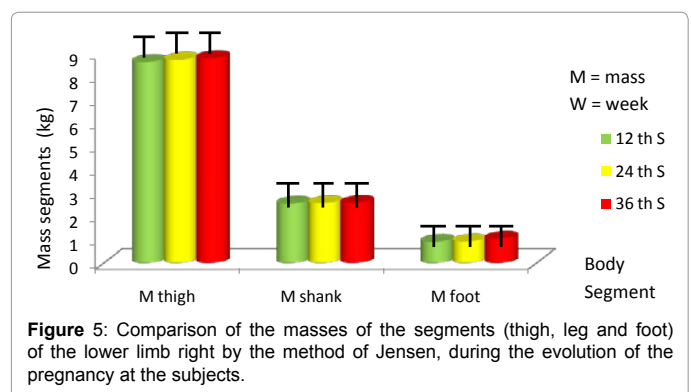 Mass segments (kg)
9
8
7
6
5
4
3
2
1
0
M thigh
M shank
M foot
M = mass
W = week
12 th S
24 th S
36 th S
Body
Segment
Figure 5: Comparison of the masses of the segments (thigh, leg and foot)
of the lower limb right by the method of Jensen, during the evolution of the
pregnancy at the subjects.